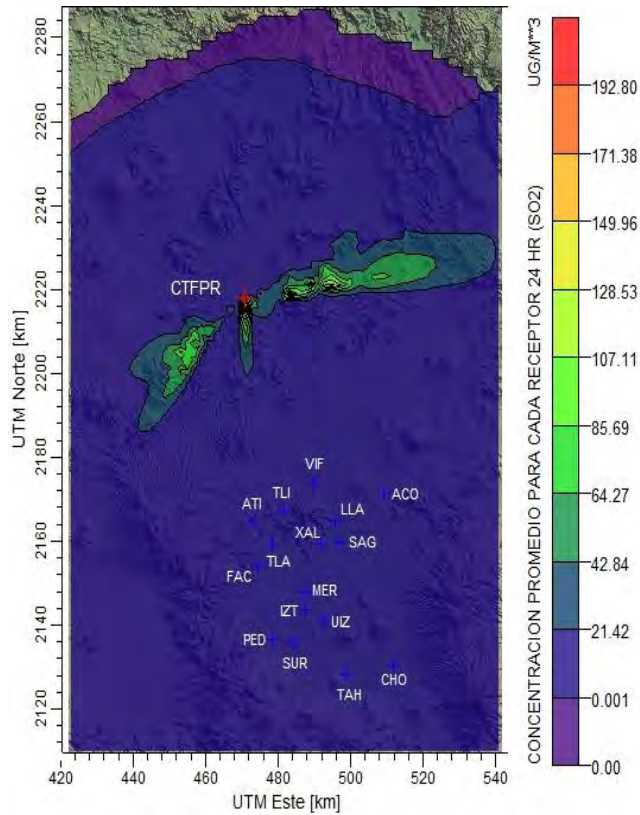 2280
2260
2240
2220
2200
2180
2160
2140
2120
UTM Norte [km]
CTFPR
VIF
TLI
ACO
ATI
LLA
XAL
SAG
TLA
FAC
MER
IZT
UIZ
PED
SUR
CHO
TAH
420 440 460 480 500 520 540
UTM Este [km]
CONCENTRACION PROMEDIO PARA CADA RECEPTOR 24 HR (SO2)
UG/M**3
192.80
171.38
149.96
128.53
107.11
85.69
64.27
42.84
21.42
0.001
0.00